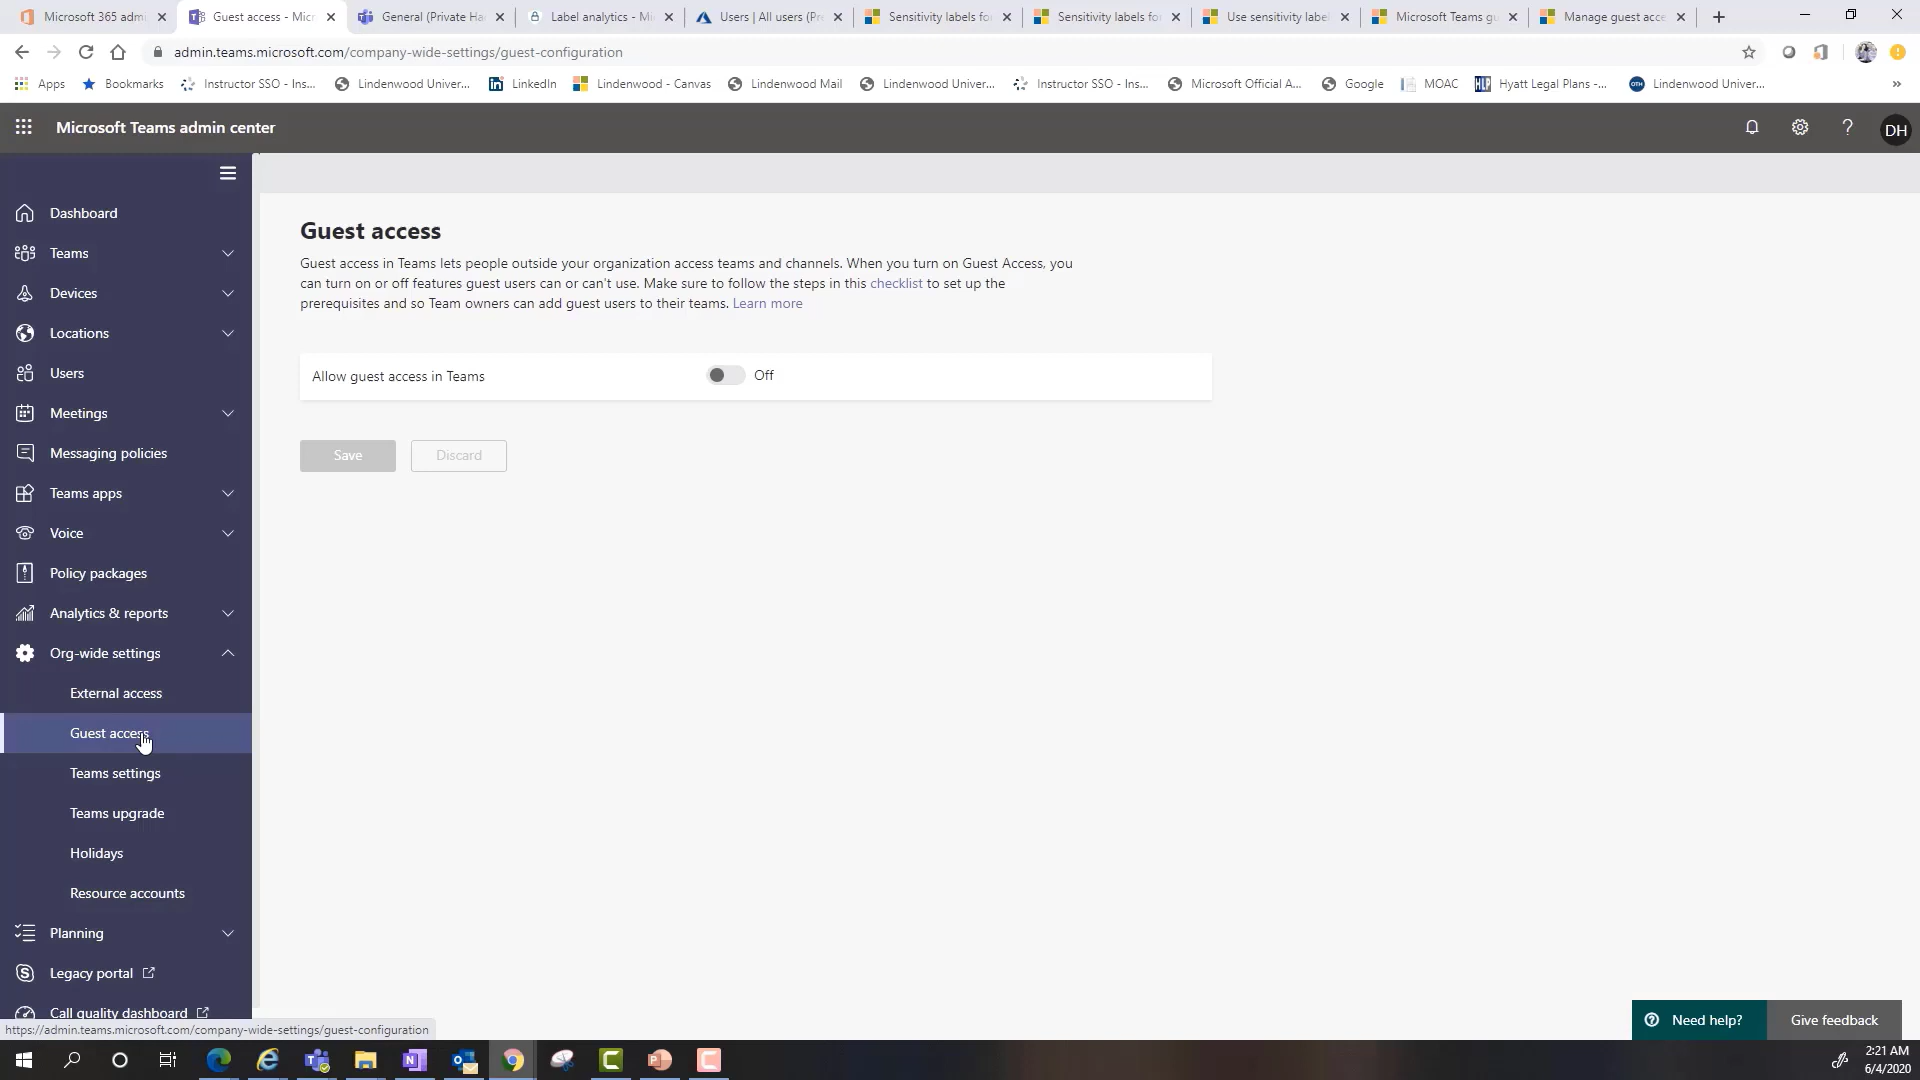 Microsoft 365 adm
Guest access - Micr
General (Private Ha
Label analytics - Mi
Users | All users (Pr
Sensitivity labels fo
Sensitivity labels fo
Use sensitivity label
Microsoft Teams gu
Manage guest acce
admin.teams.microsoft.com/company-wide-settings/guest-configuration
Apps
Bookmarks
Instructor SSO - Ins...
Lindenwood Univer...
LinkedIn
Lindenwood - Canvas
Lindenwood Mail
Lindenwood Univer...
Instructor SSO - Ins...
Microsoft Official A...
Google
MOAC
Hyatt Legal Plans -...
Lindenwood Univer...
»
Microsoft Teams admin center
DH
Dashboard
Teams
Devices
Locations
Users
Meetings
Messaging policies
Teams apps
Voice
Policy packages
Analytics & reports
Org-wide settings
External access
Guest access
Teams settings
Teams upgrade
Holidays
Resource accounts
Planning
Legacy portal
Call quality dashboard
Guest access
Guest access in Teams lets people outside your organization access teams and channels. When you turn on Guest Access, you
can turn on or off features guest users can or can't use. Make sure to follow the steps in this checklist to set up the
prerequisites and so Team owners can add guest users to their teams. Learn more
Allow guest access in Teams
Off
Save
Discard
Need help?
Give feedback
https://admin.teams.microsoft.com/company-wide-settings/guest-configuration
2:21 AM
6/4/2020